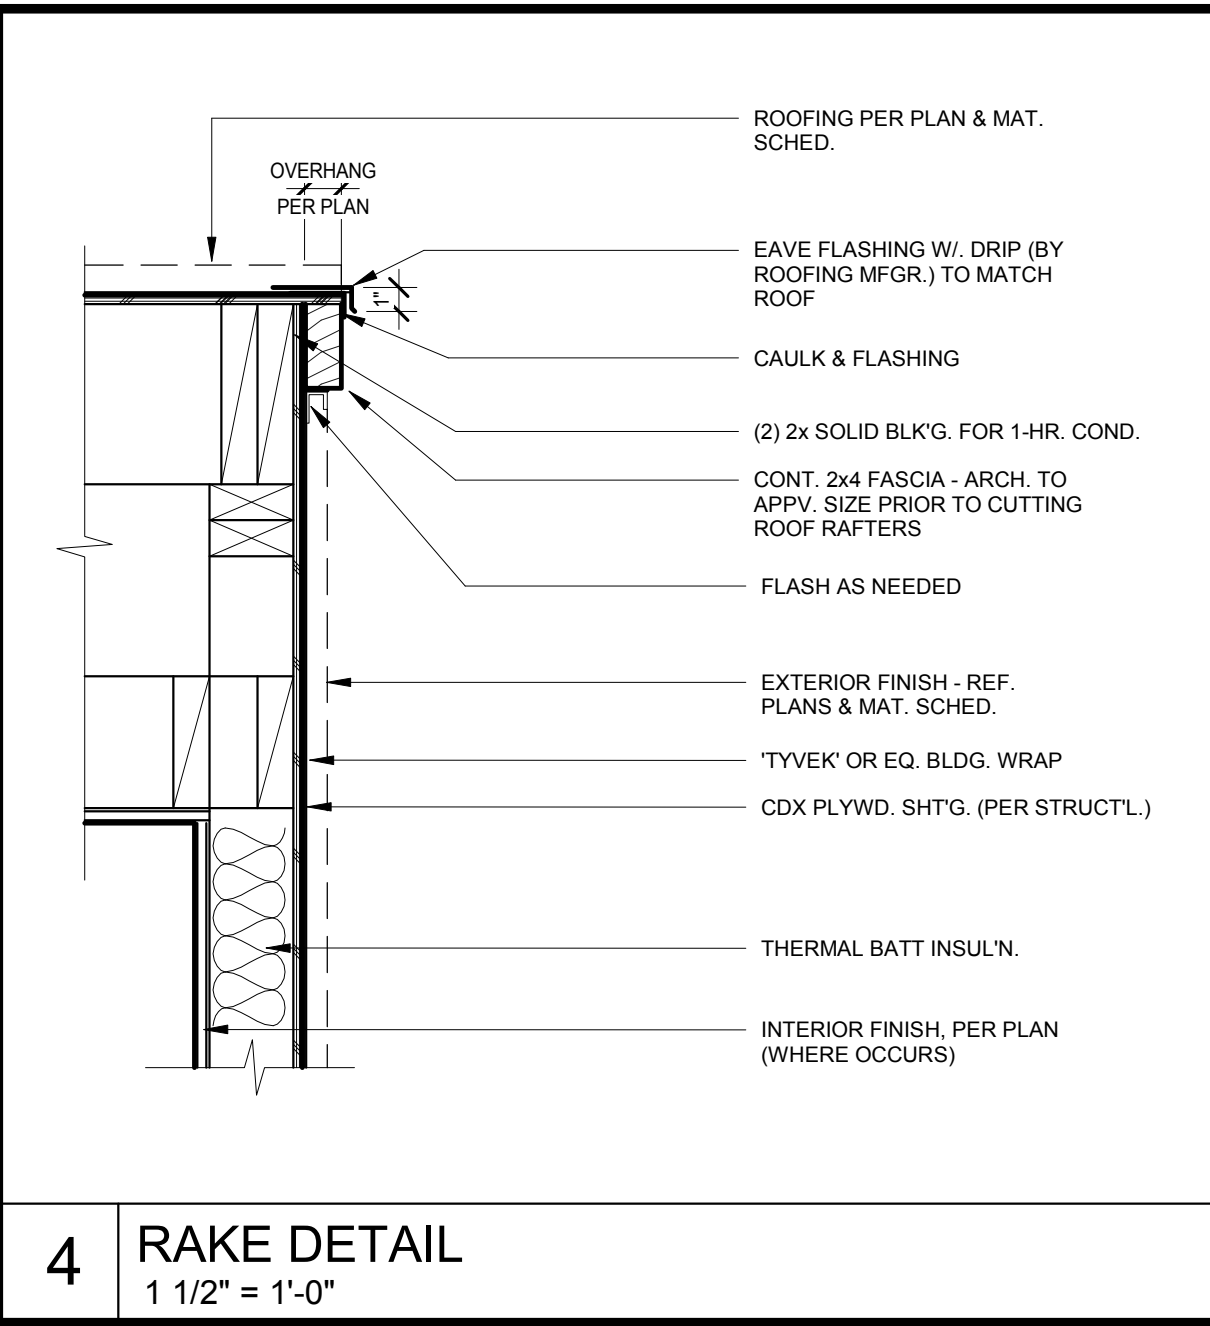 ROOFING PER PLAN & MAT.
SCHED.
OVERHANG
PER PLAN
EAVE FLASHING W/. DRIP (BY
ROOFING MFGR.) TO MATCH
ROOF
1"
CAULK & FLASHING
(2) 2x SOLID BLK'G. FOR 1-HR. COND.
CONT. 2x4 FASCIA - ARCH. TO
APPV. SIZE PRIOR TO CUTTING
ROOF RAFTERS
FLASH AS NEEDED
EXTERIOR FINISH - REF.
PLANS & MAT. SCHED.
'TYVEK' OR EQ. BLDG. WRAP
CDX PLYWD. SHT'G. (PER STRUCT'L.)
THERMAL BATT INSUL'N.
INTERIOR FINISH, PER PLAN
(WHERE OCCURS)
4
RAKE DETAIL
1 1/2" = 1'-0"